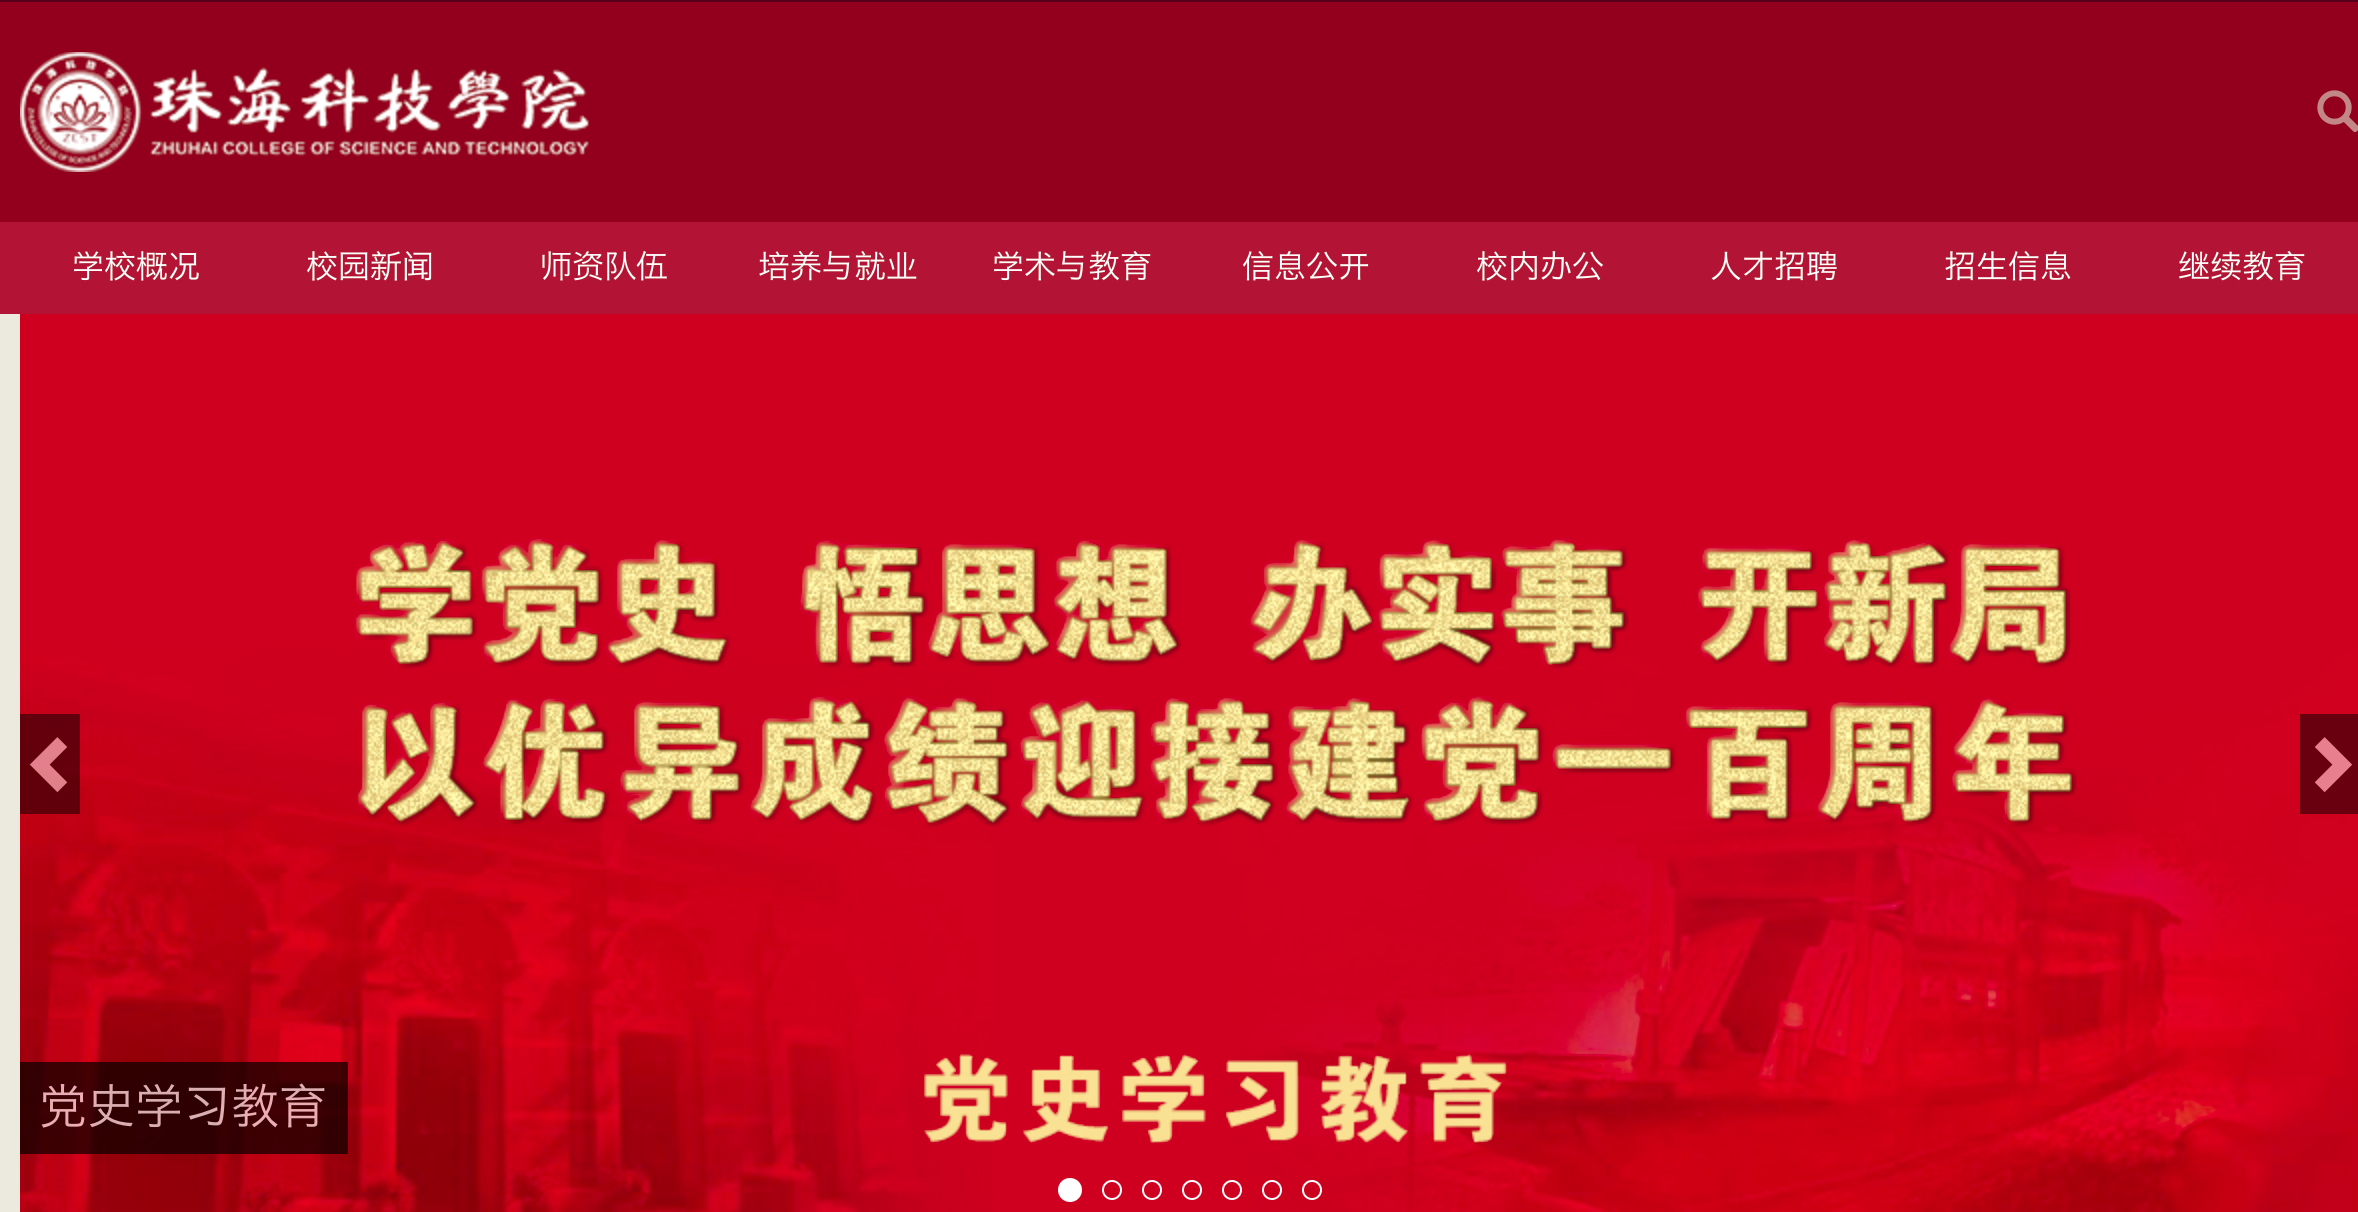 珠海科技學院
ZHUHAI COLLEGE OF SCIENCE AND TECHNOLOGY
学校概况 校园新闻 师资队伍 培养与就业 学术与教育 信息公开 校内办公 人才招聘 招生信息 继续教育
学党史 悟思想 办实事 开新局
以优异成绩迎接建党一百周年
党史学习教育
党史学习教育